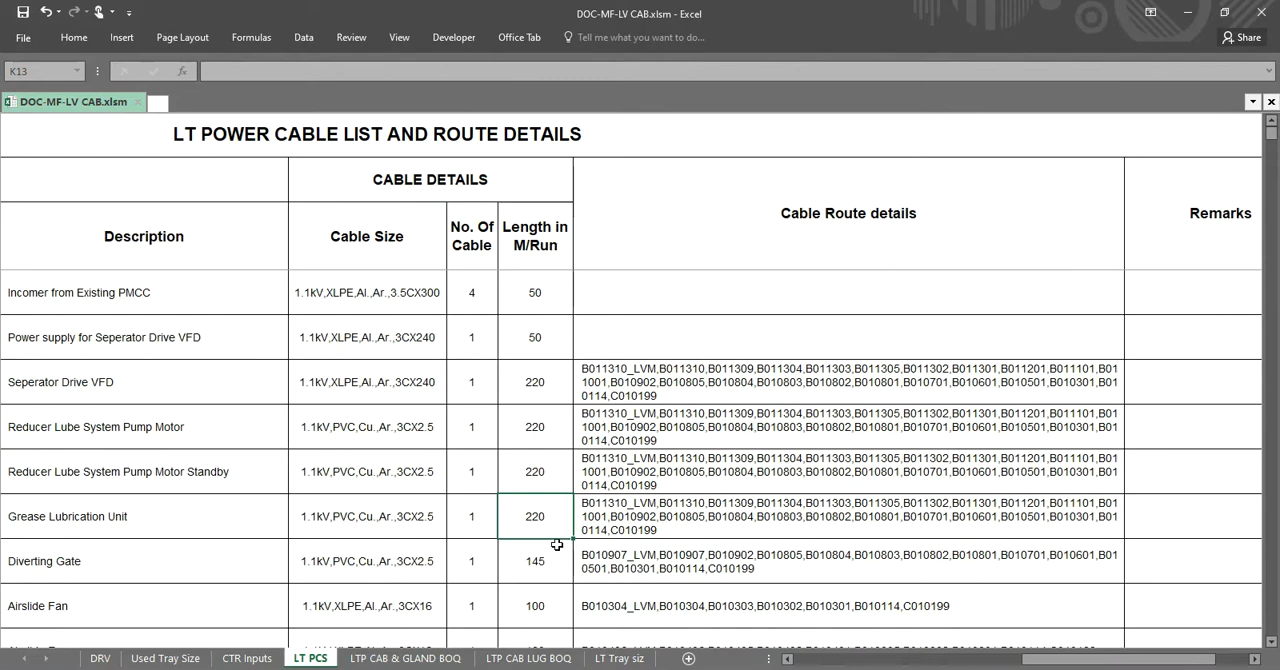 DOC-MF-LV CAB.xlsm - Excel
File Home Insert Page Layout Formulas Data Review View Developer Office Tab Tell me what you want to do... Share
K13 fx
DOC-MF-LV CAB.xlsm
LT POWER CABLE LIST AND ROUTE DETAILS
CABLE DETAILS
Cable Route details
Remarks
Description
Cable Size
No. Of
Cable
Length in
M/Run
Incomer from Existing PMCC 1.1kV,XLPE,Al.,Ar.,3.5CX300 4 50
Power supply for Seperator Drive VFD 1.1kV,XLPE,Al.,Ar.,3CX240 1 50
Seperator Drive VFD 1.1kV,XLPE,Al.,Ar.,3CX240 1 220
B011310_LVM,B011310,B011309,B011304,B011303,B011305,B011302,B011301,B011201,B011101,B01
1001,B010902,B010805,B010804,B010803,B010802,B010801,B010701,B010601,B010501,B010301,B01
0114,C010199
Reducer Lube System Pump Motor 1.1kV,PVC,Cu.,Ar.,3CX2.5 1 220
B011310_LVM,B011310,B011309,B011304,B011303,B011305,B011302,B011301,B011201,B011101,B01
1001,B010902,B010805,B010804,B010803,B010802,B010801,B010701,B010601,B010501,B010301,B01
0114,C010199
Reducer Lube System Pump Motor Standby 1.1kV,PVC,Cu.,Ar.,3CX2.5 1 220
B011310_LVM,B011310,B011309,B011304,B011303,B011305,B011302,B011301,B011201,B011101,B01
1001,B010902,B010805,B010804,B010803,B010802,B010801,B010701,B010601,B010501,B010301,B01
0114,C010199
Grease Lubrication Unit 1.1kV,PVC,Cu.,Ar.,3CX2.5 1 220
B011310_LVM,B011310,B011309,B011304,B011303,B011305,B011302,B011301,B011201,B011101,B01
1001,B010902,B010805,B010804,B010803,B010802,B010801,B010701,B010601,B010501,B010301,B01
0114,C010199
Diverting Gate 1.1kV,PVC,Cu.,Ar.,3CX2.5 1 145
B010907_LVM,B010907,B010902,B010805,B010804,B010803,B010802,B010801,B010701,B010601,B01
0501,B010301,B010114,C010199
Airslide Fan 1.1kV,XLPE,Al.,Ar.,3CX16 1 100 B010304_LVM,B010304,B010303,B010302,B010301,B010114,C010199
DRV Used Tray Size CTR Inputs LT PCS LTP CAB & GLAND BOQ LTP CAB LUG BOQ LT Tray siz